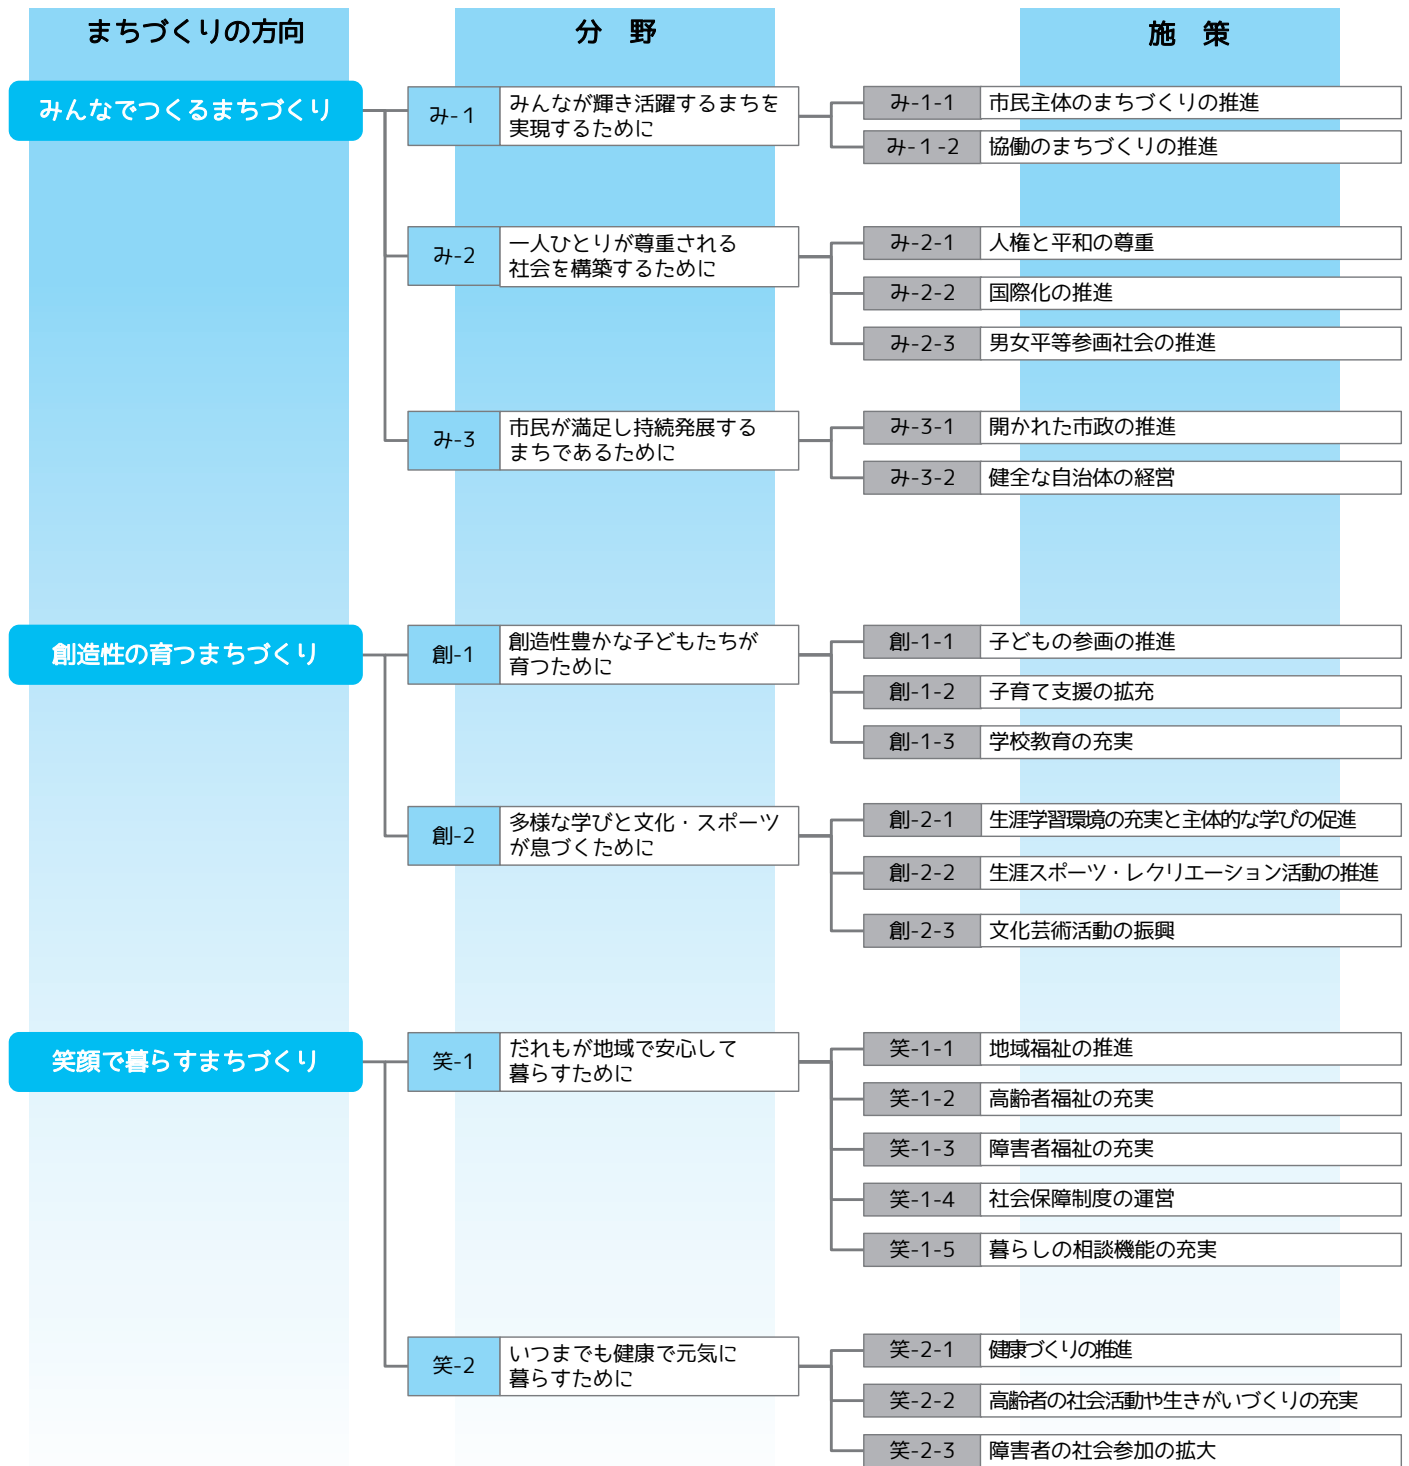 まちづくりの方向
分　野
施　策
みんなでつくるまちづくり
み-1
みんなが輝き活躍するまちを
実現するために
み-1-1
市民主体のまちづくりの推進
み-1-2
協働のまちづくりの推進
み-2
一人ひとりが尊重される
社会を構築するために
み-2-1
人権と平和の尊重
み-2-2
国際化の推進
み-2-3
男女平等参画社会の推進
み-3
市民が満足し持続発展する
まちであるために
み-3-1
開かれた市政の推進
み-3-2
健全な自治体の経営
創造性の育つまちづくり
創-1
創造性豊かな子どもたちが
育つために
創-1-1
子どもの参画の推進
創-1-2
子育て支援の拡充
創-1-3
学校教育の充実
創-2
多様な学びと文化・スポーツ
が息づくために
創-2-1
生涯学習環境の充実と主体的な学びの促進
創-2-2
生涯スポーツ・レクリエーション活動の推進
創-2-3
文化芸術活動の振興
笑顔で暮らすまちづくり
笑-1
だれもが地域で安心して
暮らすために
笑-1-1
地域福祉の推進
笑-1-2
高齢者福祉の充実
笑-1-3
障害者福祉の充実
笑-1-4
社会保障制度の運営
笑-1-5
暮らしの相談機能の充実
笑-2
いつまでも健康で元気に
暮らすために
笑-2-1
健康づくりの推進
笑-2-2
高齢者の社会活動や生きがいづくりの充実
笑-2-3
障害者の社会参加の拡大